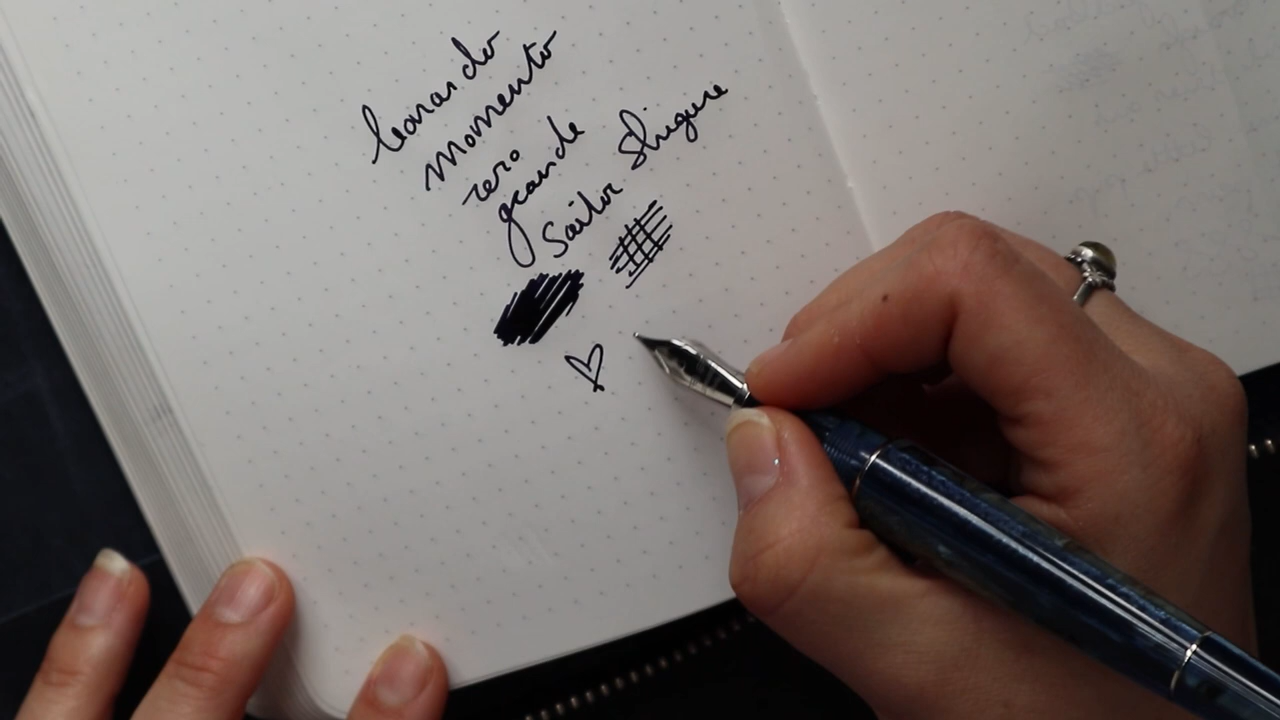 leonardo
momento
zero
grande
Sailor Shigure